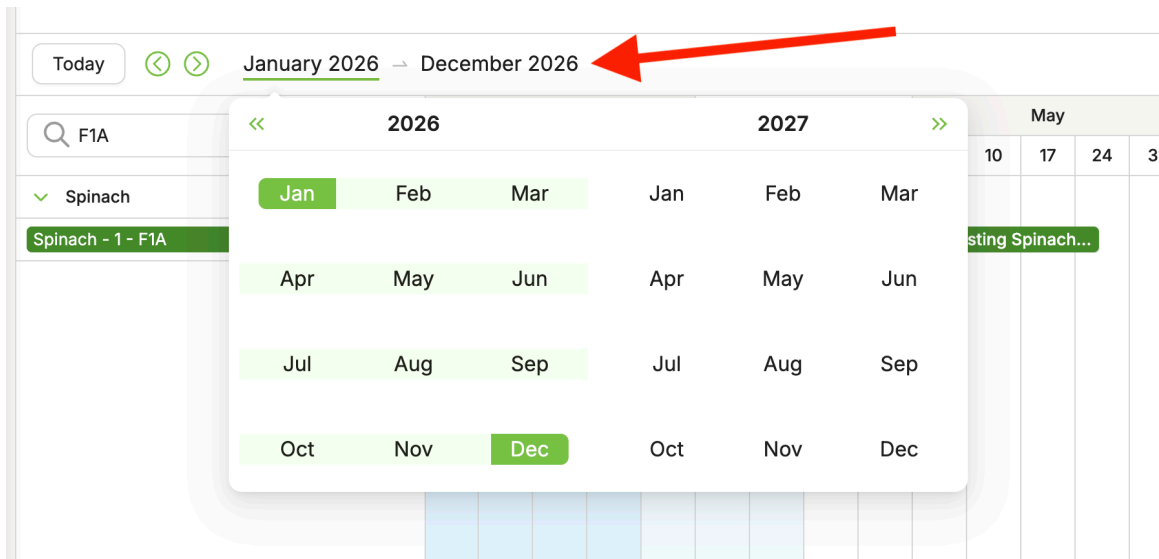 Today January 2026 → December 2026
F1A
2026 2027
May
10 17 24
Jan Feb Mar Jan Feb Mar
Spinach
Spinach - 1 - F1A
sting Spinach...
Apr May Jun Apr May Jun
Jul Aug Sep Jul Aug Sep
Oct Nov Dec Oct Nov Dec